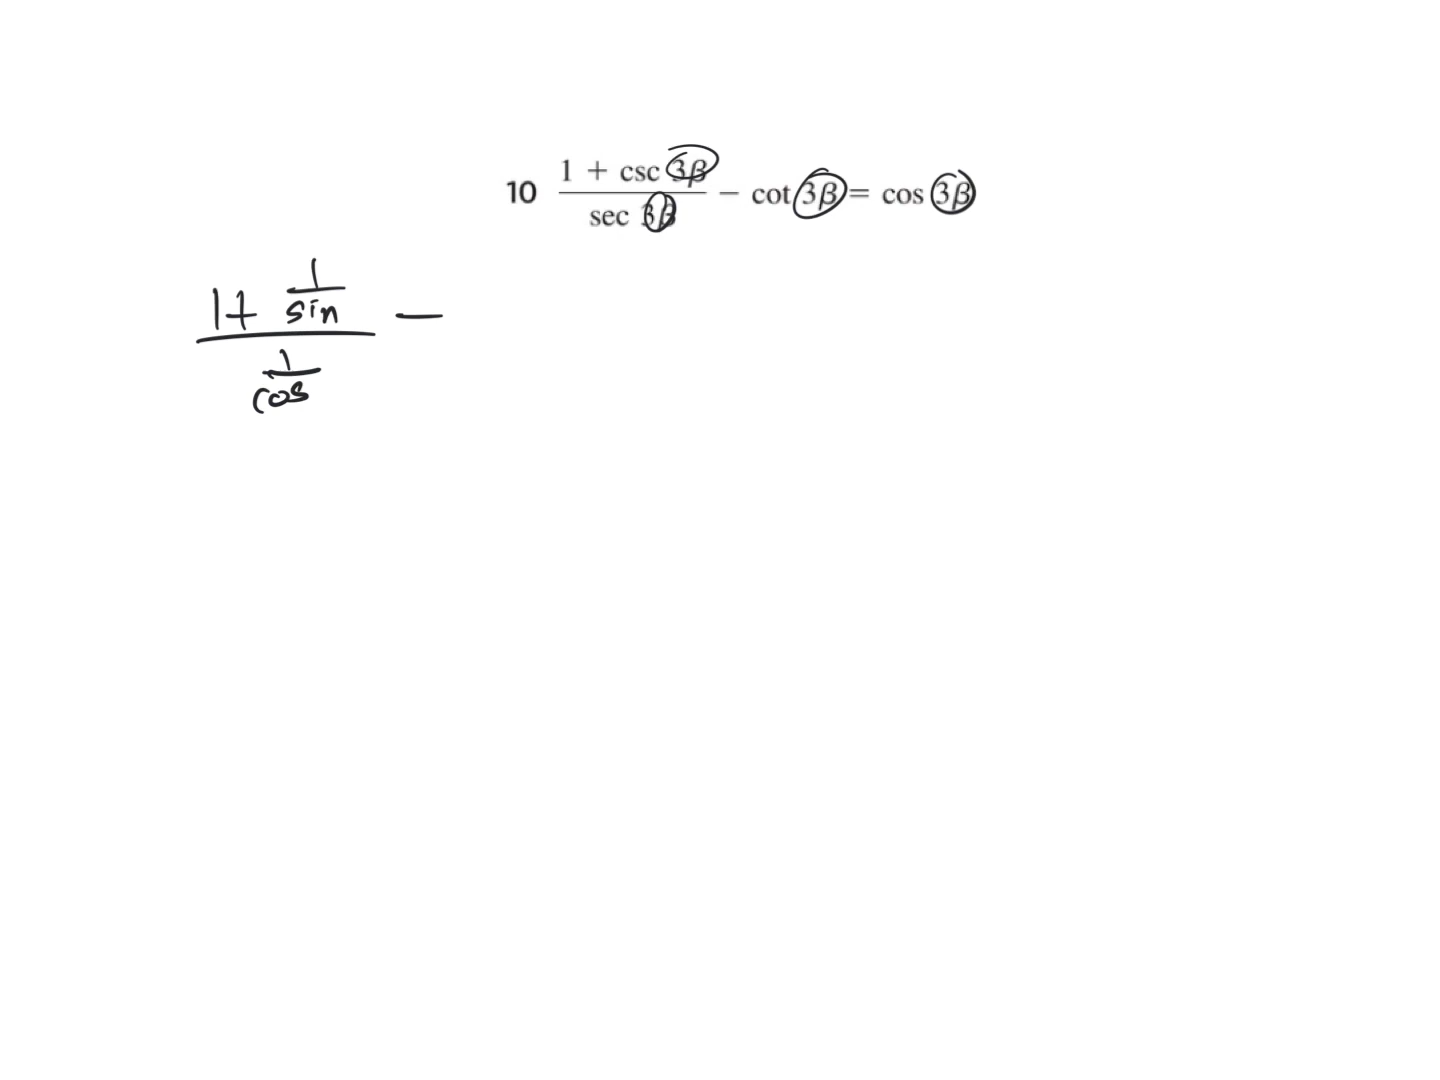 10 (1 + csc 3β)/(sec 3β) − cot 3β = cos 3β
(1 + 1/sin)/(1/cos) −